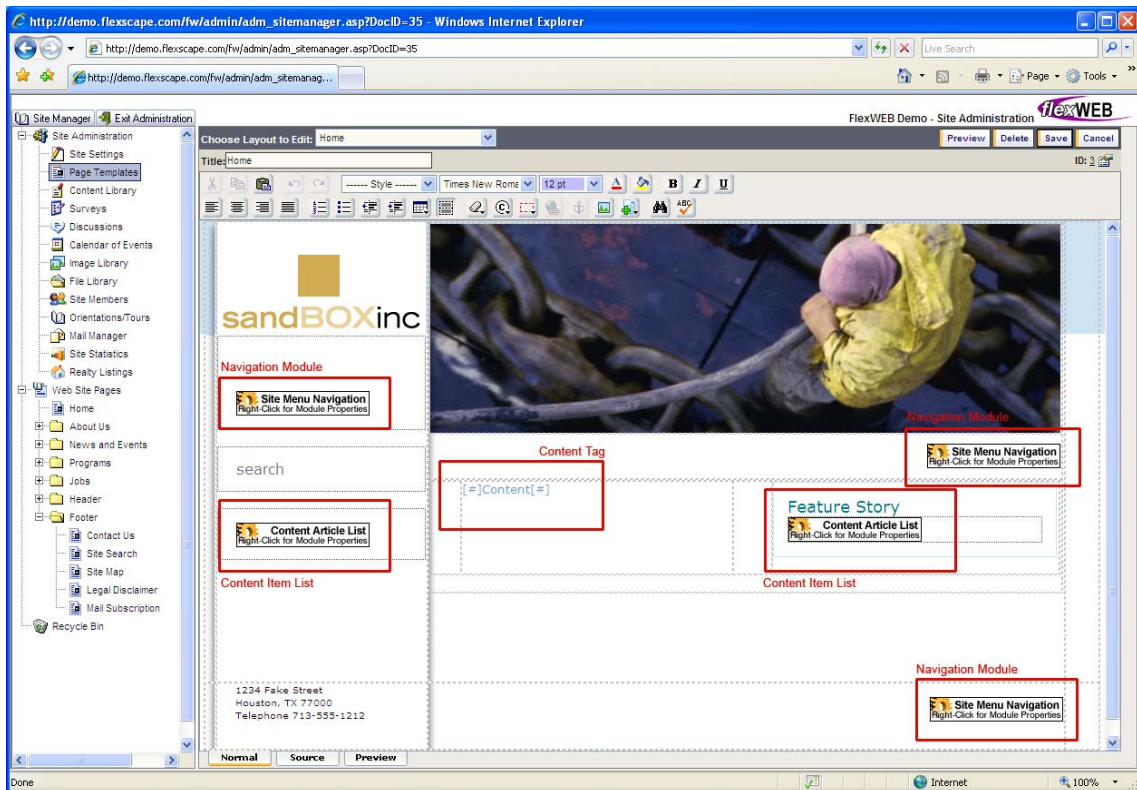 http://demo.flexscape.com/fw/admin/adm_sitemanager.asp?DocID=35 - Windows Internet Explorer
http://demo.flexscape.com/fw/admin/adm_sitemanager.asp?DocID=35
Live Search
http://demo.flexscape.com/fw/admin/adm_sitemanag...
Page
Tools
»
Site Manager
Exit Administration
FlexWEB Demo - Site Administration
flexWEB
Site Administration
Site Settings
Page Templates
Content Library
Surveys
Discussions
Calendar of Events
Image Library
File Library
Site Members
Orientations/Tours
Mail Manager
Site Statistics
Realty Listings
Web Site Pages
Home
About Us
News and Events
Programs
Jobs
Header
Footer
Contact Us
Site Search
Site Map
Legal Disclaimer
Mail Subscription
Recycle Bin
Choose Layout to Edit: Home
Preview Delete Save Cancel
Title: Home
ID: 3
------ Style ------
Times New Roma
12 pt
A
B I U
ABC
sandBOXinc
Navigation Module
Site Menu Navigation
Right-Click for Module Properties
Navigation Module
Site Menu Navigation
Right-Click for Module Properties
search
Content Tag
[#]Content[#]
Content Article List
Right-Click for Module Properties
Content Item List
Feature Story
Content Article List
Right-Click for Module Properties
Content Item List
Navigation Module
Site Menu Navigation
Right-Click for Module Properties
1234 Fake Street
Houston, TX 77000
Telephone 713-555-1212
Normal Source Preview
Done
Internet
100%